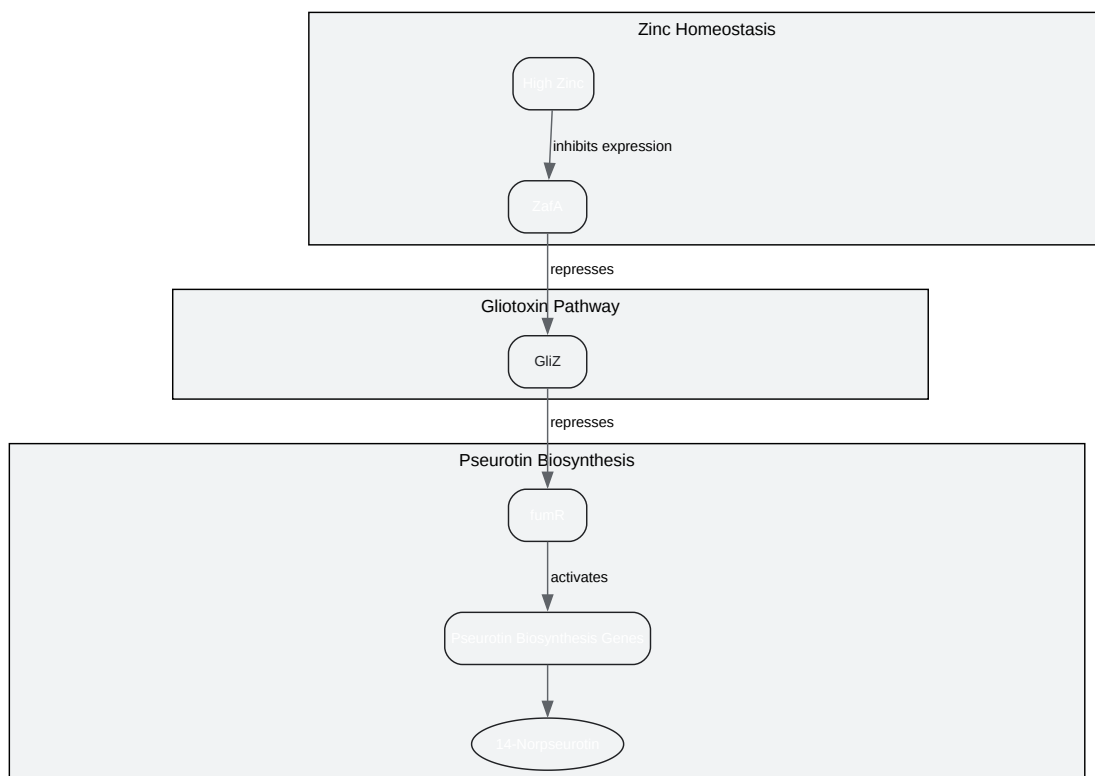 Zinc Homeostasis
High Zinc
inhibits expression
ZafA
represses
Gliotoxin Pathway
GliZ
represses
Pseurotin Biosynthesis
fumR
activates
Pseurotin Biosynthesis Genes
14-Norpseurotin